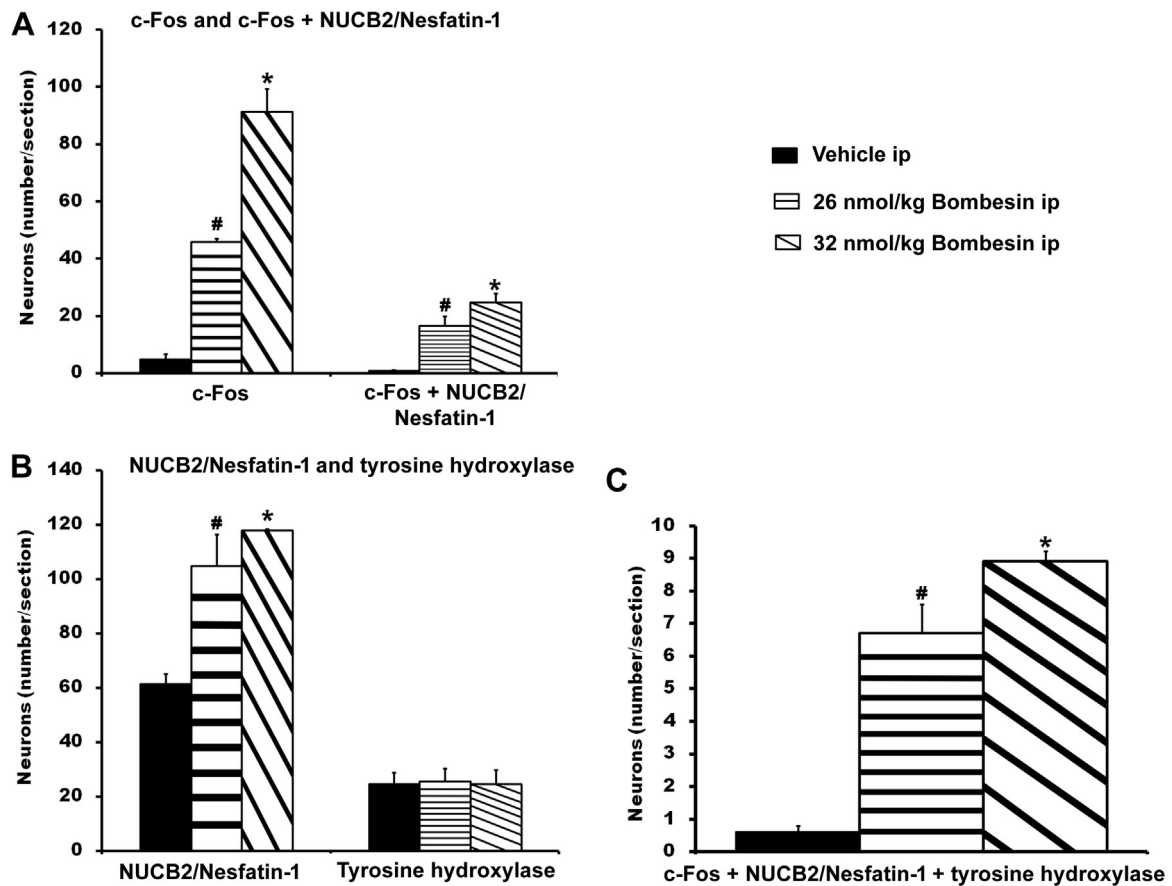 A
c-Fos and c-Fos + NUCB2/Nesfatin-1
Neurons (number/section)
120
100
80
60
40
20
0
#
*
#
*
c-Fos
c-Fos + NUCB2/
Nesfatin-1
Vehicle ip
26 nmol/kg Bombesin ip
32 nmol/kg Bombesin ip
B
NUCB2/Nesfatin-1 and tyrosine hydroxylase
Neurons (number/section)
140
120
100
80
60
40
20
0
#
*
NUCB2/Nesfatin-1
Tyrosine hydroxylase
C
Neurons (number/section)
10
9
8
7
6
5
4
3
2
1
0
#
*
c-Fos + NUCB2/Nesfatin-1 + tyrosine hydroxylase